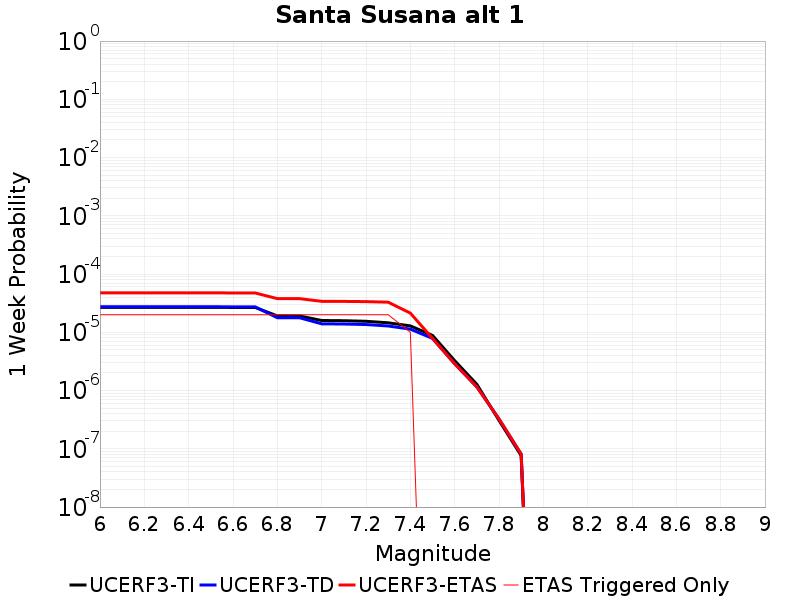 Santa Susana alt 1
10^0
10^-1
10^-2
10^-3
10^-4
10^-5
10^-6
10^-7
10^-8
1 Week Probability
6 6.2 6.4 6.6 6.8 7 7.2 7.4 7.6 7.8 8 8.2 8.4 8.6 8.8 9
Magnitude
UCERF3-TI UCERF3-TD UCERF3-ETAS ETAS Triggered Only